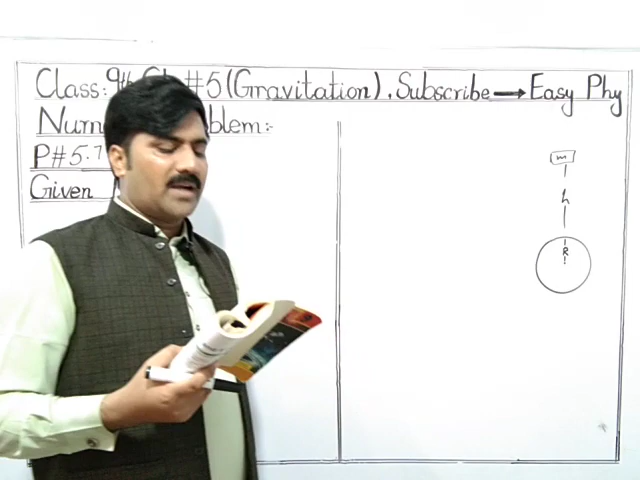 Class: 9th Ch #5 (Gravitation). Subscribe → Easy Phy
Num blem:-
P#5.7
Given
m
h
R